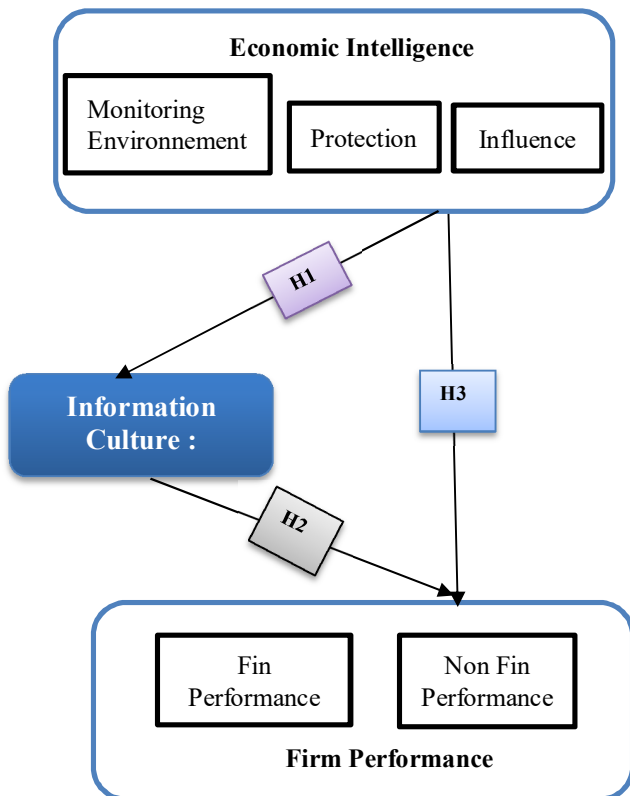 Economic Intelligence
Monitoring
Environnement
Protection
Influence
H1
H3
Information
Culture :
H2
Fin
Performance
Non Fin
Performance
Firm Performance